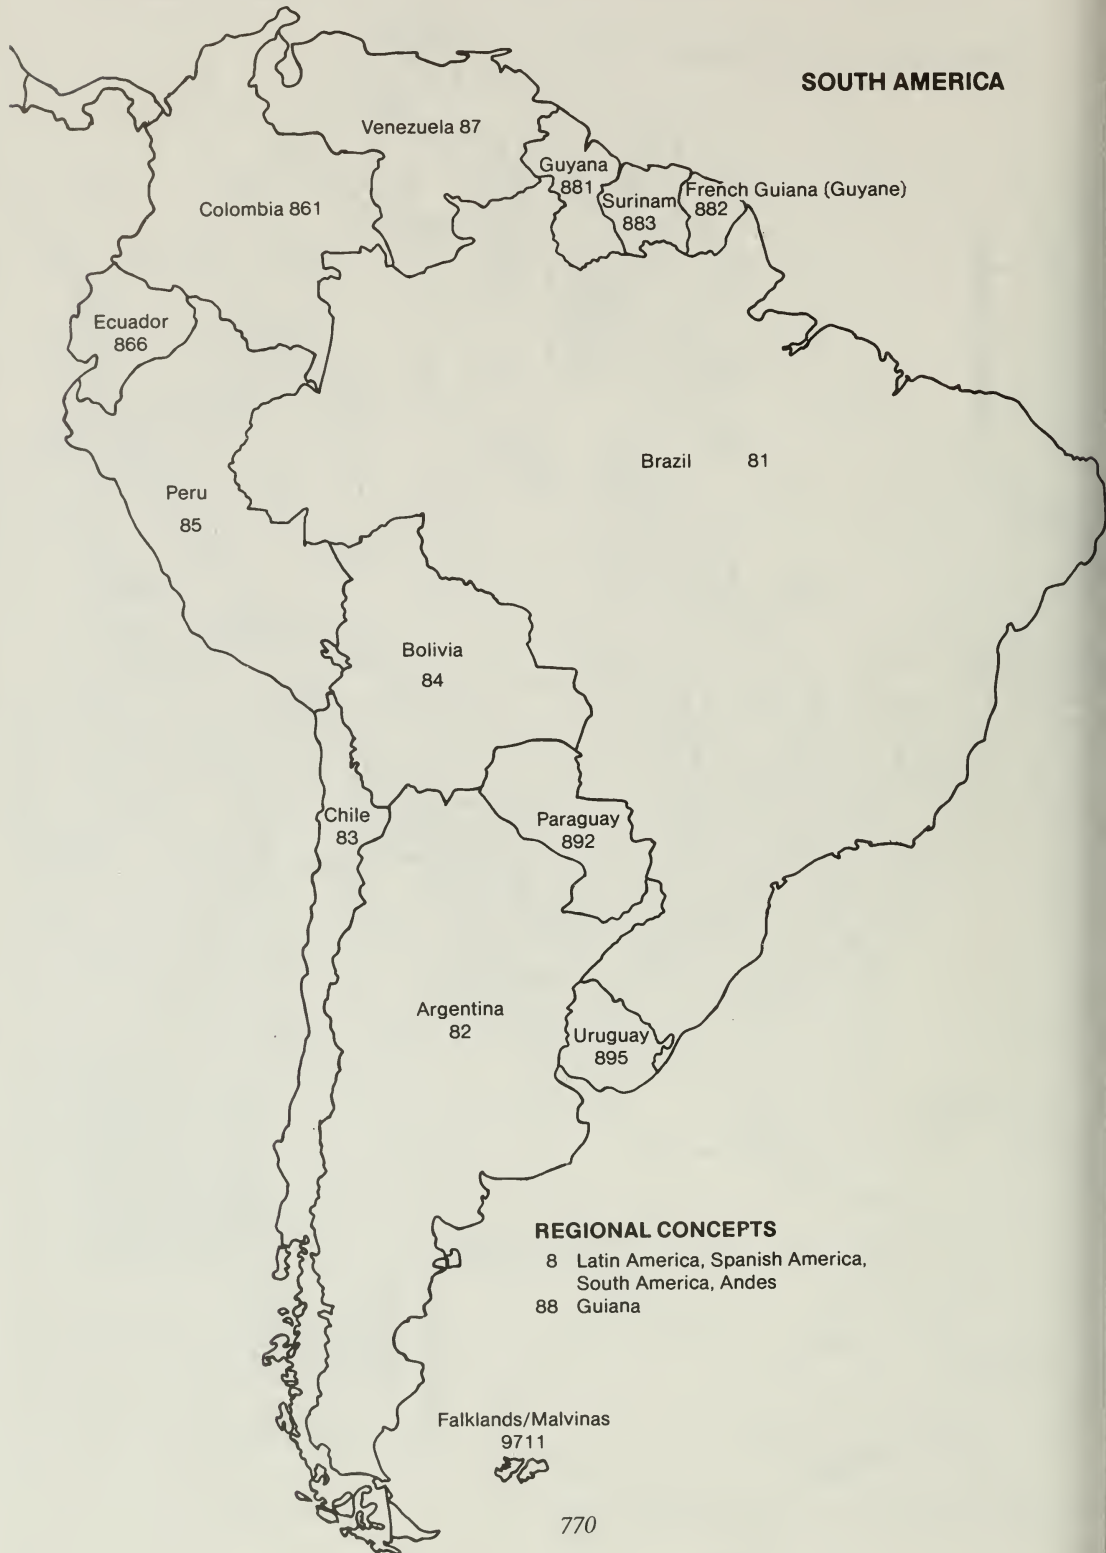 SOUTH AMERICA
Venezuela 87
Guyana
881
Surinam
883
French Guiana (Guyane)
882
Colombia 861
Ecuador
866
Brazil 81
Peru
85
Bolivia
84
Chile
83
Paraguay
892
Argentina
82
Uruguay
895
REGIONAL CONCEPTS
8 Latin America, Spanish America,
South America, Andes
88 Guiana
Falklands/Malvinas
9711
770